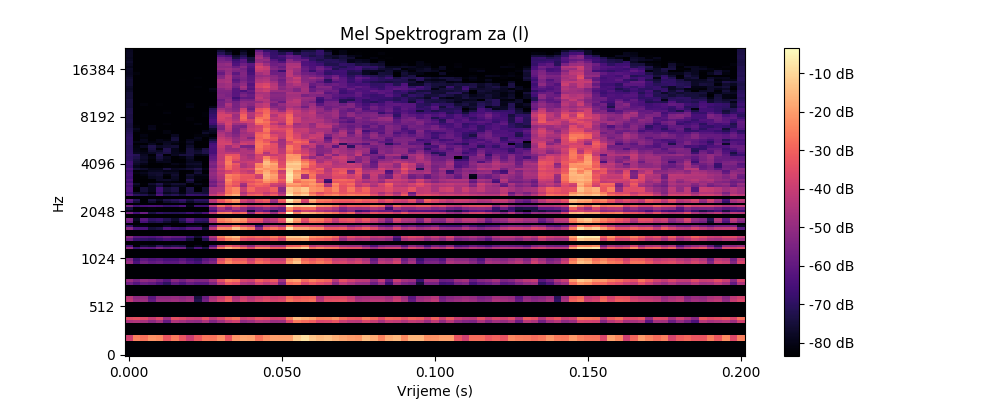 Mel Spektrogram za (l)
Hz
16384
8192
4096
2048
1024
512
0
0.000 0.050 0.100 0.150 0.200
Vrijeme (s)
-10 dB
-20 dB
-30 dB
-40 dB
-50 dB
-60 dB
-70 dB
-80 dB